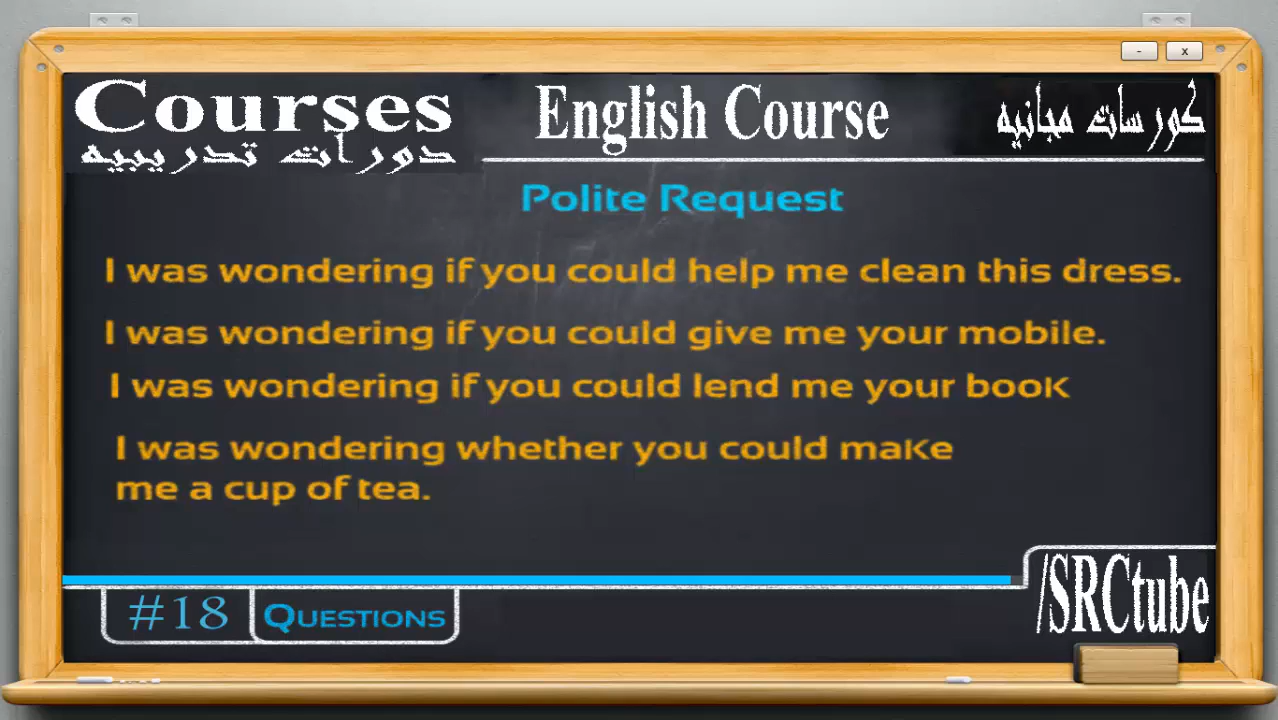 Courses
English Course
كورسات مجانيه
دورات تدريبيه
Polite Request
I was wondering if you could help me clean this dress.
I was wondering if you could give me your mobile.
I was wondering if you could lend me your book
I was wondering whether you could make
me a cup of tea.
#18
Questions
/SRCtube
- x